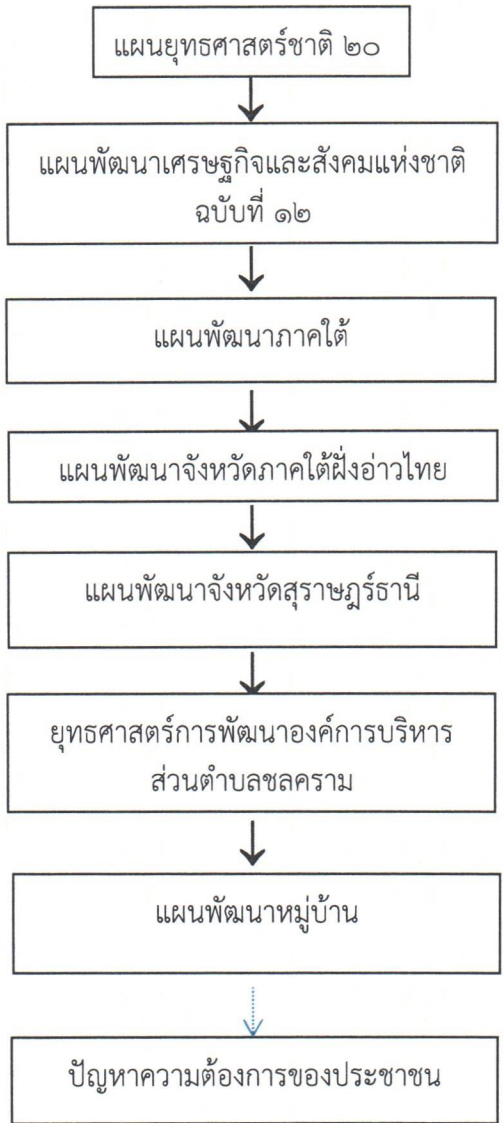 แผนยุทธศาสตร์ชาติ ๒๐
แผนพัฒนาเศรษฐกิจและสังคมแห่งชาติ
ฉบับที่ ๑๒
แผนพัฒนาภาคใต้
แผนพัฒนาจังหวัดภาคใต้ฝั่งอ่าวไทย
แผนพัฒนาจังหวัดสุราษฎร์ธานี
ยุทธศาสตร์การพัฒนาองค์การบริหาร
ส่วนตำบลชลคราม
แผนพัฒนาหมู่บ้าน
ปัญหาความต้องการของประชาชน